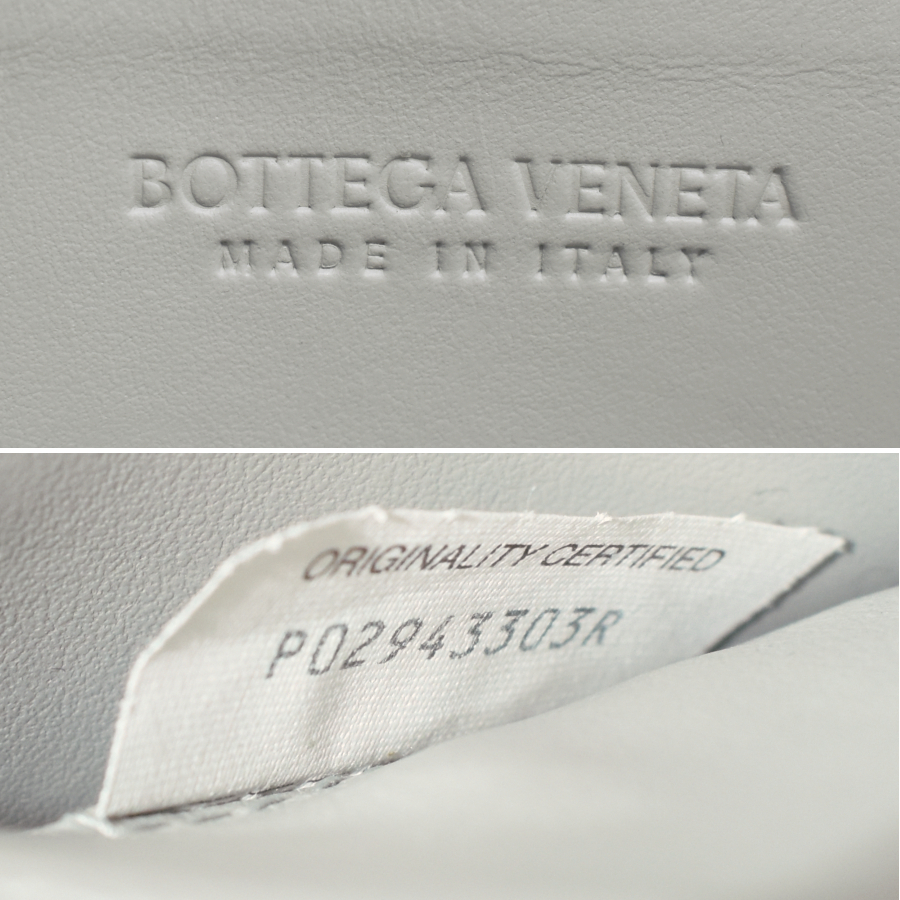 BOTTEGA VENETA
MADE IN ITALY
ORIGINALITY CERTIFIED
P02943303R